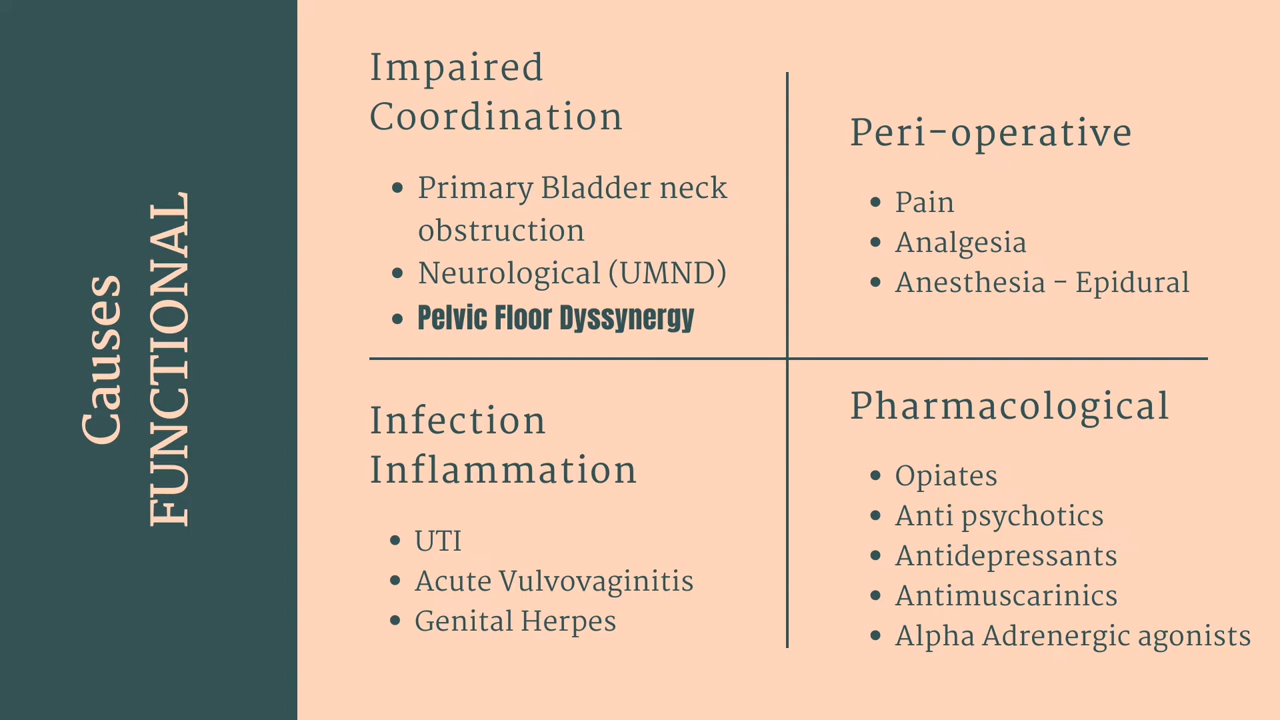 Causes
FUNCTIONAL
Impaired
Coordination
• Primary Bladder neck
obstruction
• Neurological (UMND)
• Pelvic Floor Dyssynergy
Peri-operative
• Pain
• Analgesia
• Anesthesia - Epidural
Infection
Inflammation
• UTI
• Acute Vulvovaginitis
• Genital Herpes
Pharmacological
• Opiates
• Anti psychotics
• Antidepressants
• Antimuscarinics
• Alpha Adrenergic agonists